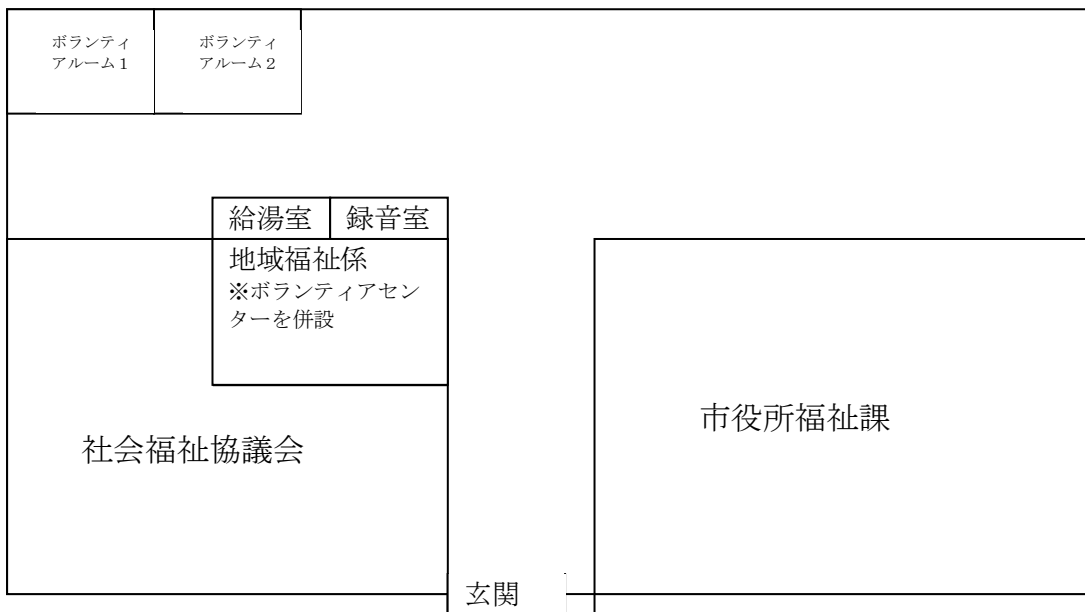 ボランティ
アルーム１
ボランティ
アルーム２
給湯室
録音室
地域福祉係
※ボランティアセン
ターを併設
社会福祉協議会
市役所福祉課
玄関